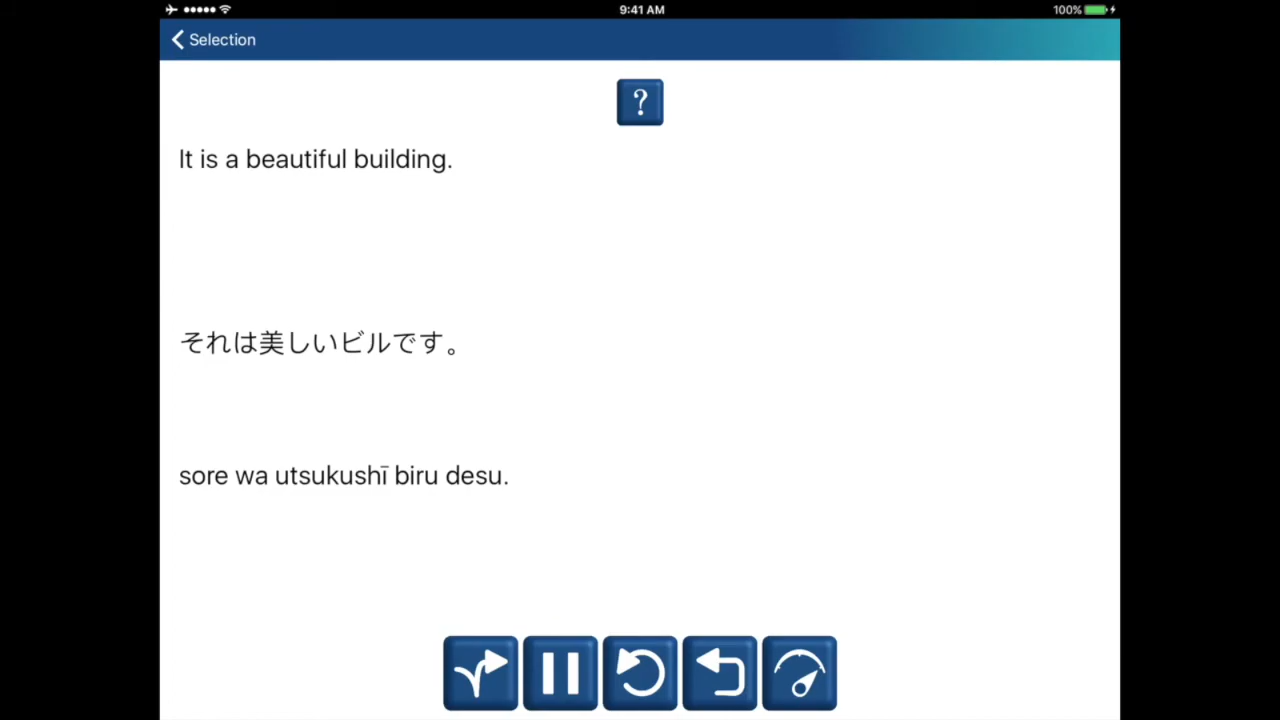 9:41 AM
100%
Selection
?
It is a beautiful building.
それは美しいビルです。
sore wa utsukushī biru desu.